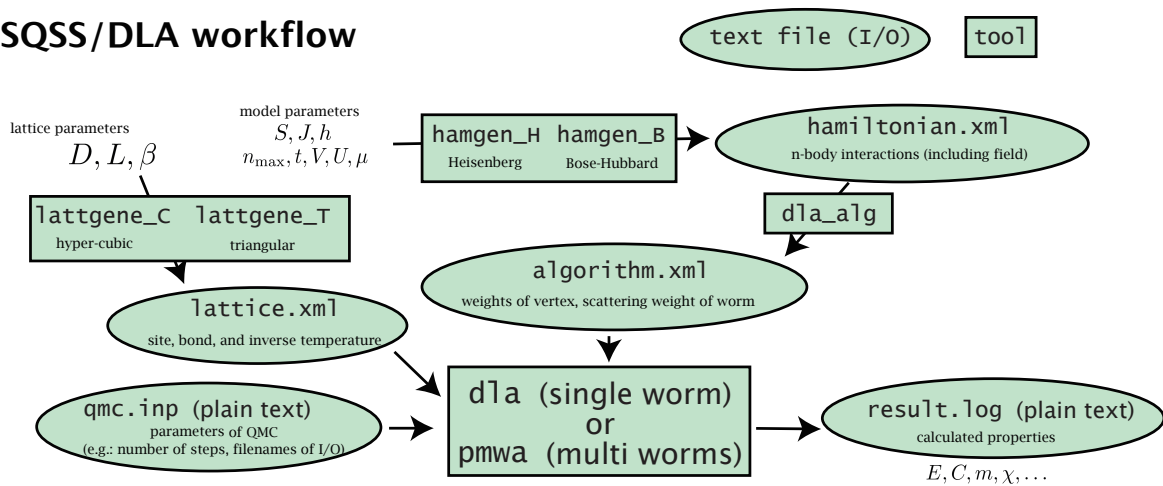 SQSS/DLA workflow
text file (I/O)
tool
lattice parameters
D, L, β
model parameters
S, J, h
n_max, t, V, U, μ
hamgen_H hamgen_B
Heisenberg Bose-Hubbard
hamiltonian.xml
n-body interactions (including field)
lattgene_C lattgene_T
hyper-cubic triangular
dla_alg
algorithm.xml
weights of vertex, scattering weight of worm
lattice.xml
site, bond, and inverse temperature
qmc.inp (plain text)
parameters of QMC
(e.g.: number of steps, filenames of I/O)
dla (single worm)
or
pmwa (multi worms)
result.log (plain text)
calculated properties
E, C, m, χ, ...